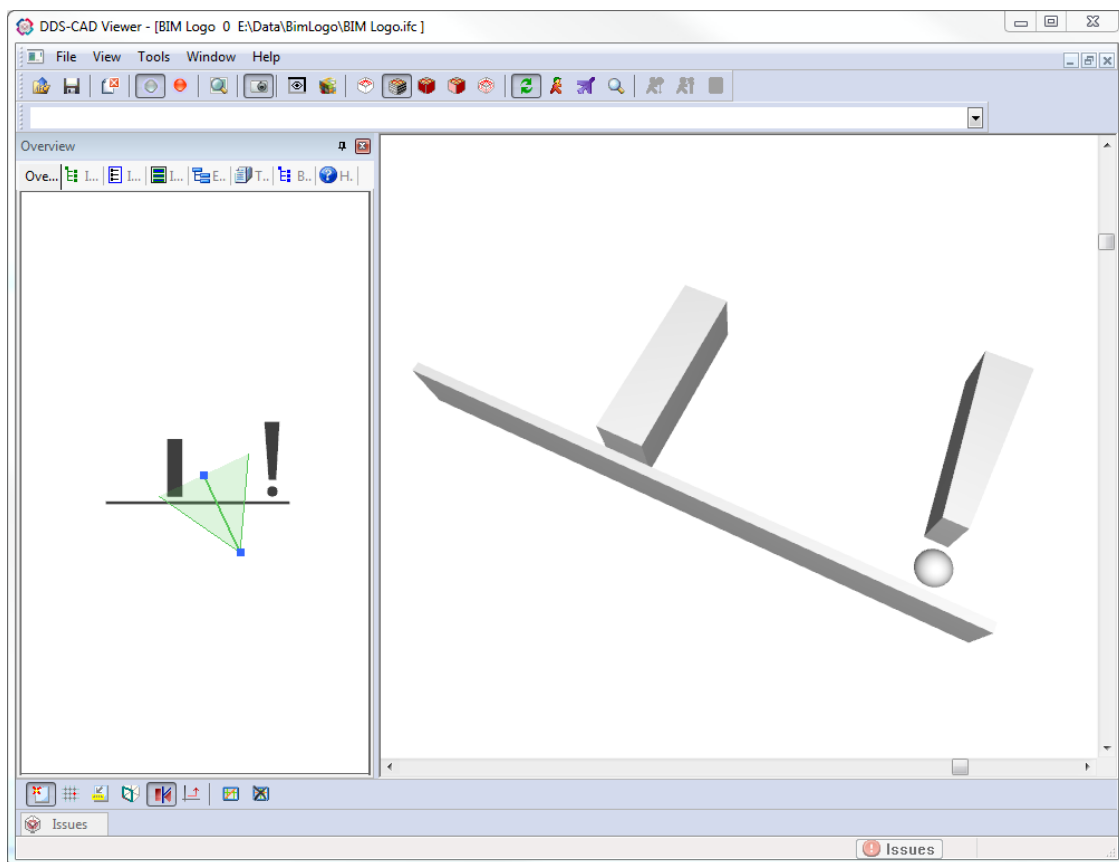 DDS-CAD Viewer - [BIM Logo 0 E:\Data\BimLogo\BIM Logo.ifc ]
File View Tools Window Help
Overview
Ove... I... I... I... E.. T.. B.. H.
Issues
Issues